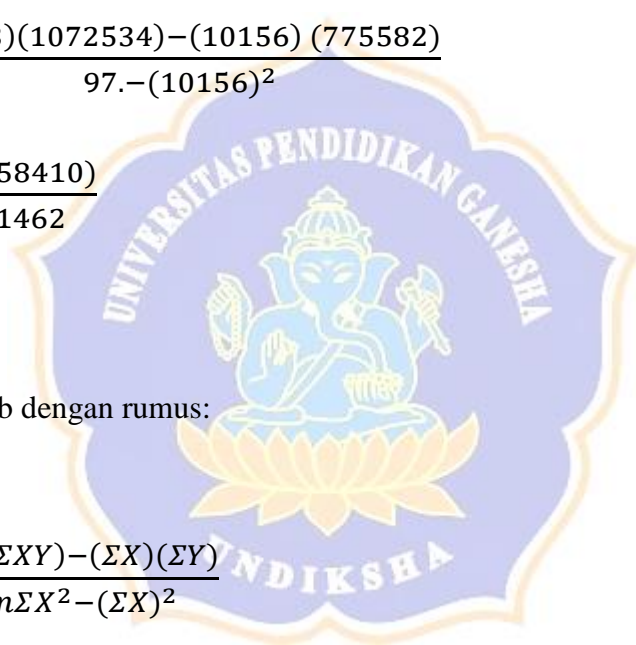 )(1072534)−(10156) (775582)
97.−(10156)²
58410)
1462
b dengan rumus:
ΣXY)−(ΣX)(ΣY)
nΣX²−(ΣX)²
UNIVERSITAS PENDIDIKAN GANESHA
UNDIKSHA